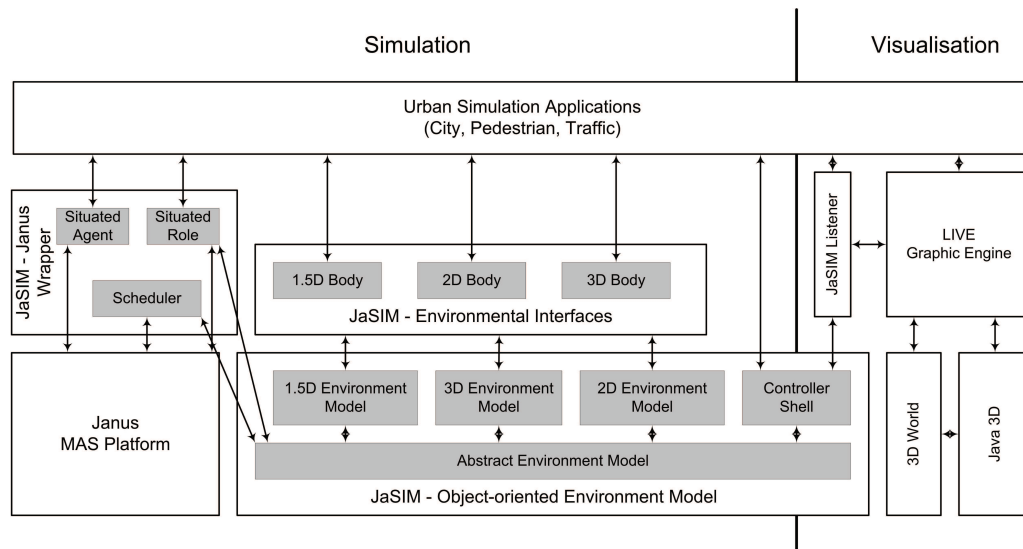 Simulation
Visualisation
Urban Simulation Applications
(City, Pedestrian, Traffic)
JaSIM - Janus
Wrapper
Situated
Agent
Situated
Role
Scheduler
1.5D Body
2D Body
3D Body
JaSIM - Environmental Interfaces
JaSIM Listener
LIVE
Graphic Engine
Janus
MAS Platform
1.5D Environment
Model
3D Environment
Model
2D Environment
Model
Controller
Shell
Abstract Environment Model
JaSIM - Object-oriented Environment Model
3D World
Java 3D